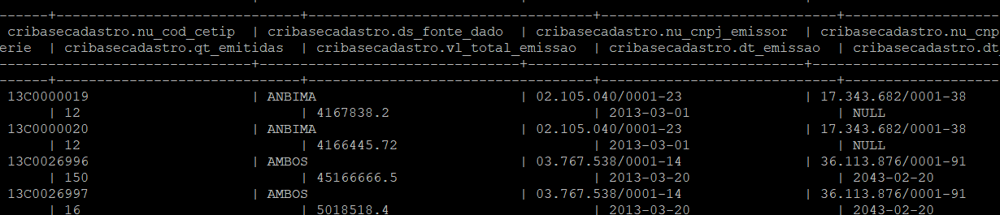 ------+------------------------------+--------------------------------+----------------------------------+------------------
 cribasecadastro.nu_cod_cetip | cribasecadastro.ds_fonte_dado | cribasecadastro.nu_cnpj_emissor | cribasecadastro.nu_cnp
erie | cribasecadastro.qt_emitidas | cribasecadastro.vl_total_emissao | cribasecadastro.dt_emissao | cribasecadastro.dt_
-------------------------------+--------------------------------+----------------------------------+------------------------
------+------------------------------+-----------------------------------+-----------------------------+------------------
13C0000019 | ANBIMA | 02.105.040/0001-23 | 17.343.682/0001-38
| 12 | 4167838.2 | 2013-03-01 | NULL
13C0000020 | ANBIMA | 02.105.040/0001-23 | 17.343.682/0001-38
| 12 | 4166445.72 | 2013-03-01 | NULL
13C0026996 | AMBOS | 03.767.538/0001-14 | 36.113.876/0001-91
| 150 | 45166666.5 | 2013-03-20 | 2043-02-20
13C0026997 | AMBOS | 03.767.538/0001-14 | 36.113.876/0001-91
| 16 | 5018518.4 | 2013-03-20 | 2043-02-20